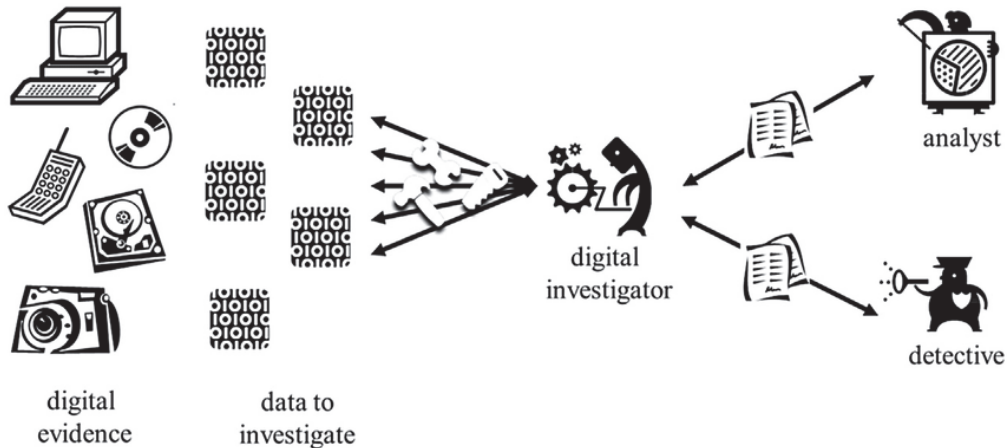 analyst
digital
investigator
detective
digital
evidence
data to
investigate